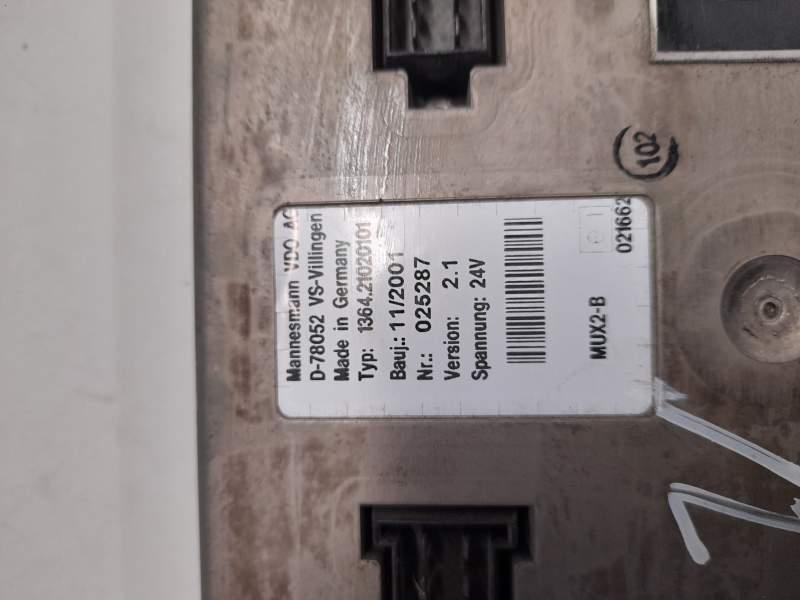 Mannesmann VDO AG
D-78052 VS-Villingen
Made in Germany
Typ: 1364.21020101
Bauj.: 11/2001
Nr.: 025287
Version: 2.1
Spannung: 24V
MUX2-B
021662
102